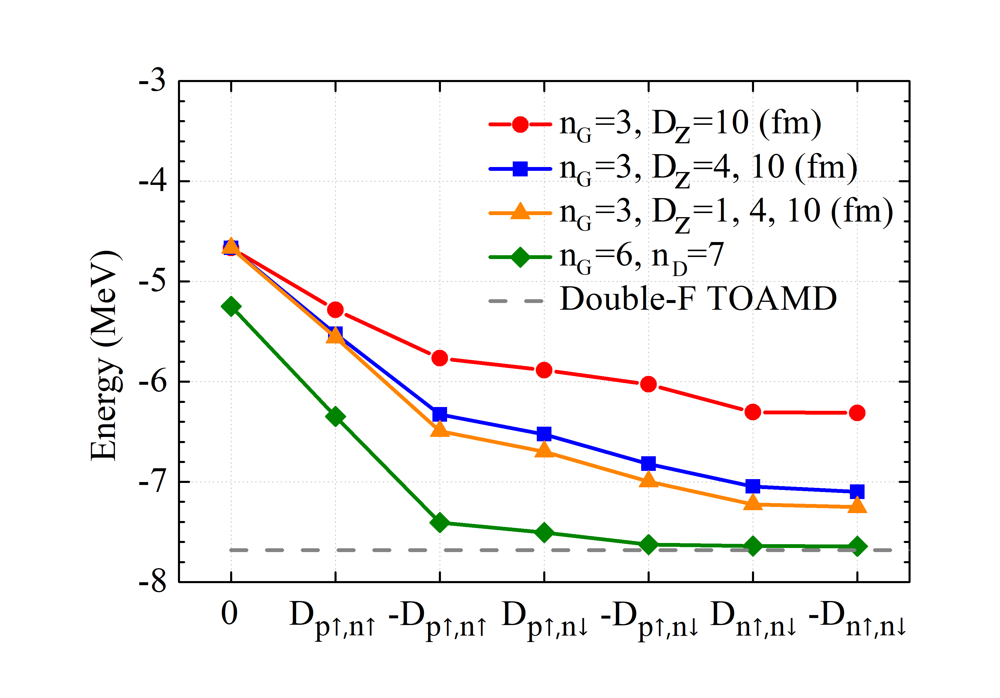 -3
-4
-5
-6
-7
-8
Energy (MeV)
n_G=3, D_Z=10 (fm)
n_G=3, D_Z=4, 10 (fm)
n_G=3, D_Z=1, 4, 10 (fm)
n_G=6, n_D=7
Double-F TOAMD
0 D_p↑,n↑ -D_p↑,n↑ D_p↑,n↓ -D_p↑,n↓ D_n↑,n↓ -D_n↑,n↓